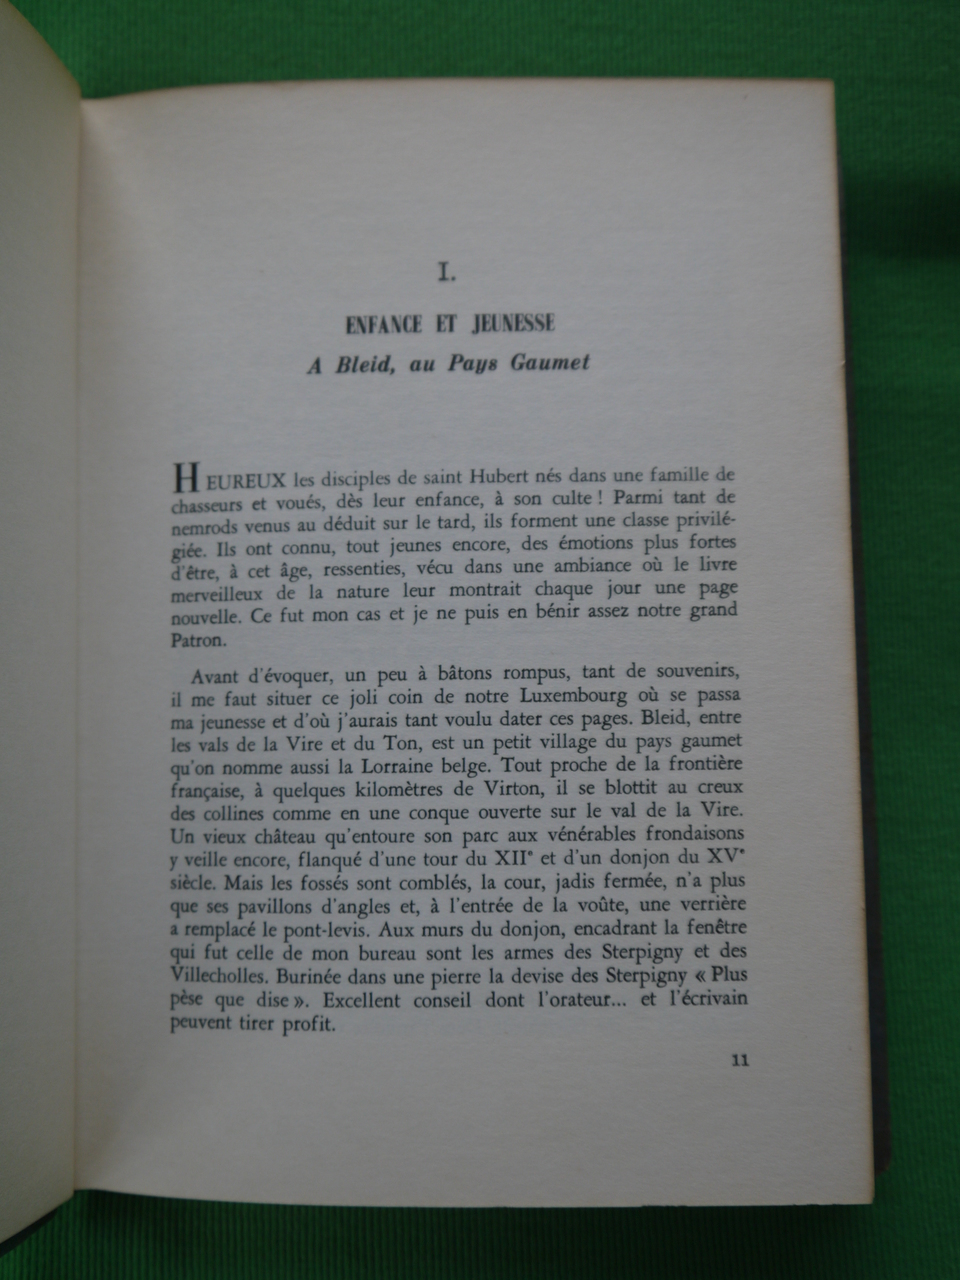 I.
ENFANCE ET JEUNESSE
A Bleid, au Pays Gaumet
HEUREUX les disciples de saint Hubert nés dans une famille de
chasseurs et voués, dès leur enfance, à son culte ! Parmi tant de
nemrods venus au déduit sur le tard, ils forment une classe privilé-
giée. Ils ont connu, tout jeunes encore, des émotions plus fortes
d'être, à cet âge, ressenties, vécu dans une ambiance où le livre
merveilleux de la nature leur montrait chaque jour une page
nouvelle. Ce fut mon cas et je ne puis en bénir assez notre grand
Patron.
Avant d'évoquer, un peu à bâtons rompus, tant de souvenirs,
il me faut situer ce joli coin de notre Luxembourg où se passa
ma jeunesse et d'où j'aurais tant voulu dater ces pages. Bleid, entre
les vals de la Vire et du Ton, est un petit village du pays gaumet
qu'on nomme aussi la Lorraine belge. Tout proche de la frontière
française, à quelques kilomètres de Virton, il se blottit au creux
des collines comme en une conque ouverte sur le val de la Vire.
Un vieux château qu'entoure son parc aux vénérables frondaisons
y veille encore, flanqué d'une tour du XIIe et d'un donjon du XVe
siècle. Mais les fossés sont comblés, la cour, jadis fermée, n'a plus
que ses pavillons d'angles et, à l'entrée de la voûte, une verrière
a remplacé le pont-levis. Aux murs du donjon, encadrant la fenêtre
qui fut celle de mon bureau sont les armes des Sterpigny et des
Villecholles. Burinée dans une pierre la devise des Sterpigny « Plus
pèse que dise ». Excellent conseil dont l'orateur... et l'écrivain
peuvent tirer profit.
11